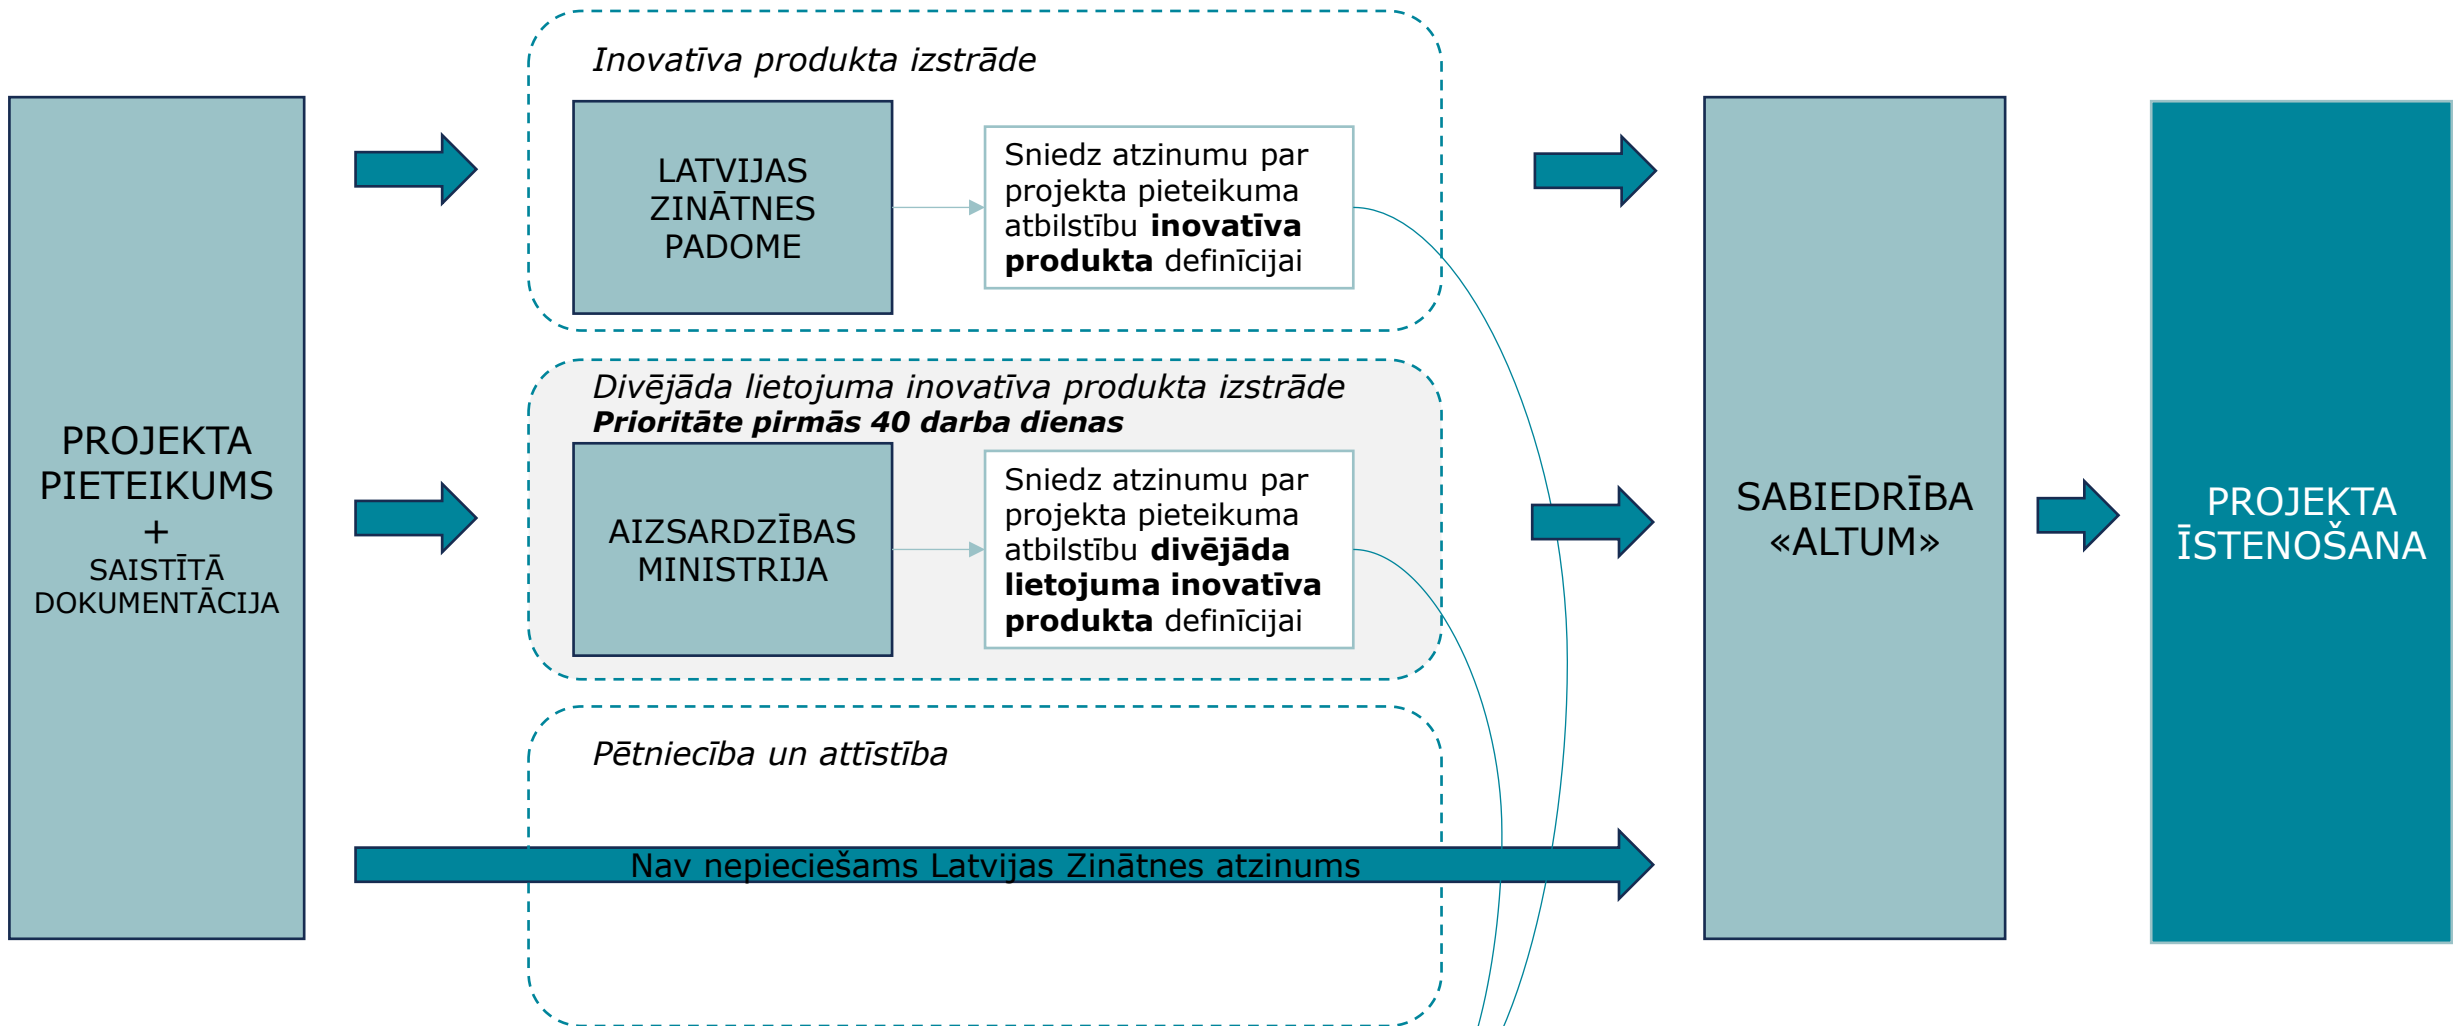 PROJEKTA
PIETEIKUMS
+
SAISTĪTĀ
DOKUMENTĀCIJA
Inovatīva produkta izstrāde
LATVIJAS
ZINĀTNES
PADOME
Sniedz atzinumu par
projekta pieteikuma
atbilstību inovatīva
produkta definīcijai
Divējāda lietojuma inovatīva produkta izstrāde
Prioritāte pirmās 40 darba dienas
AIZSARDZĪBAS
MINISTRIJA
Sniedz atzinumu par
projekta pieteikuma
atbilstību divējāda
lietojuma inovatīva
produkta definīcijai
Pētniecība un attīstība
Nav nepieciešams Latvijas Zinātnes atzinums
SABIEDRĪBA
«ALTUM»
PROJEKTA
ĪSTENOŠANA